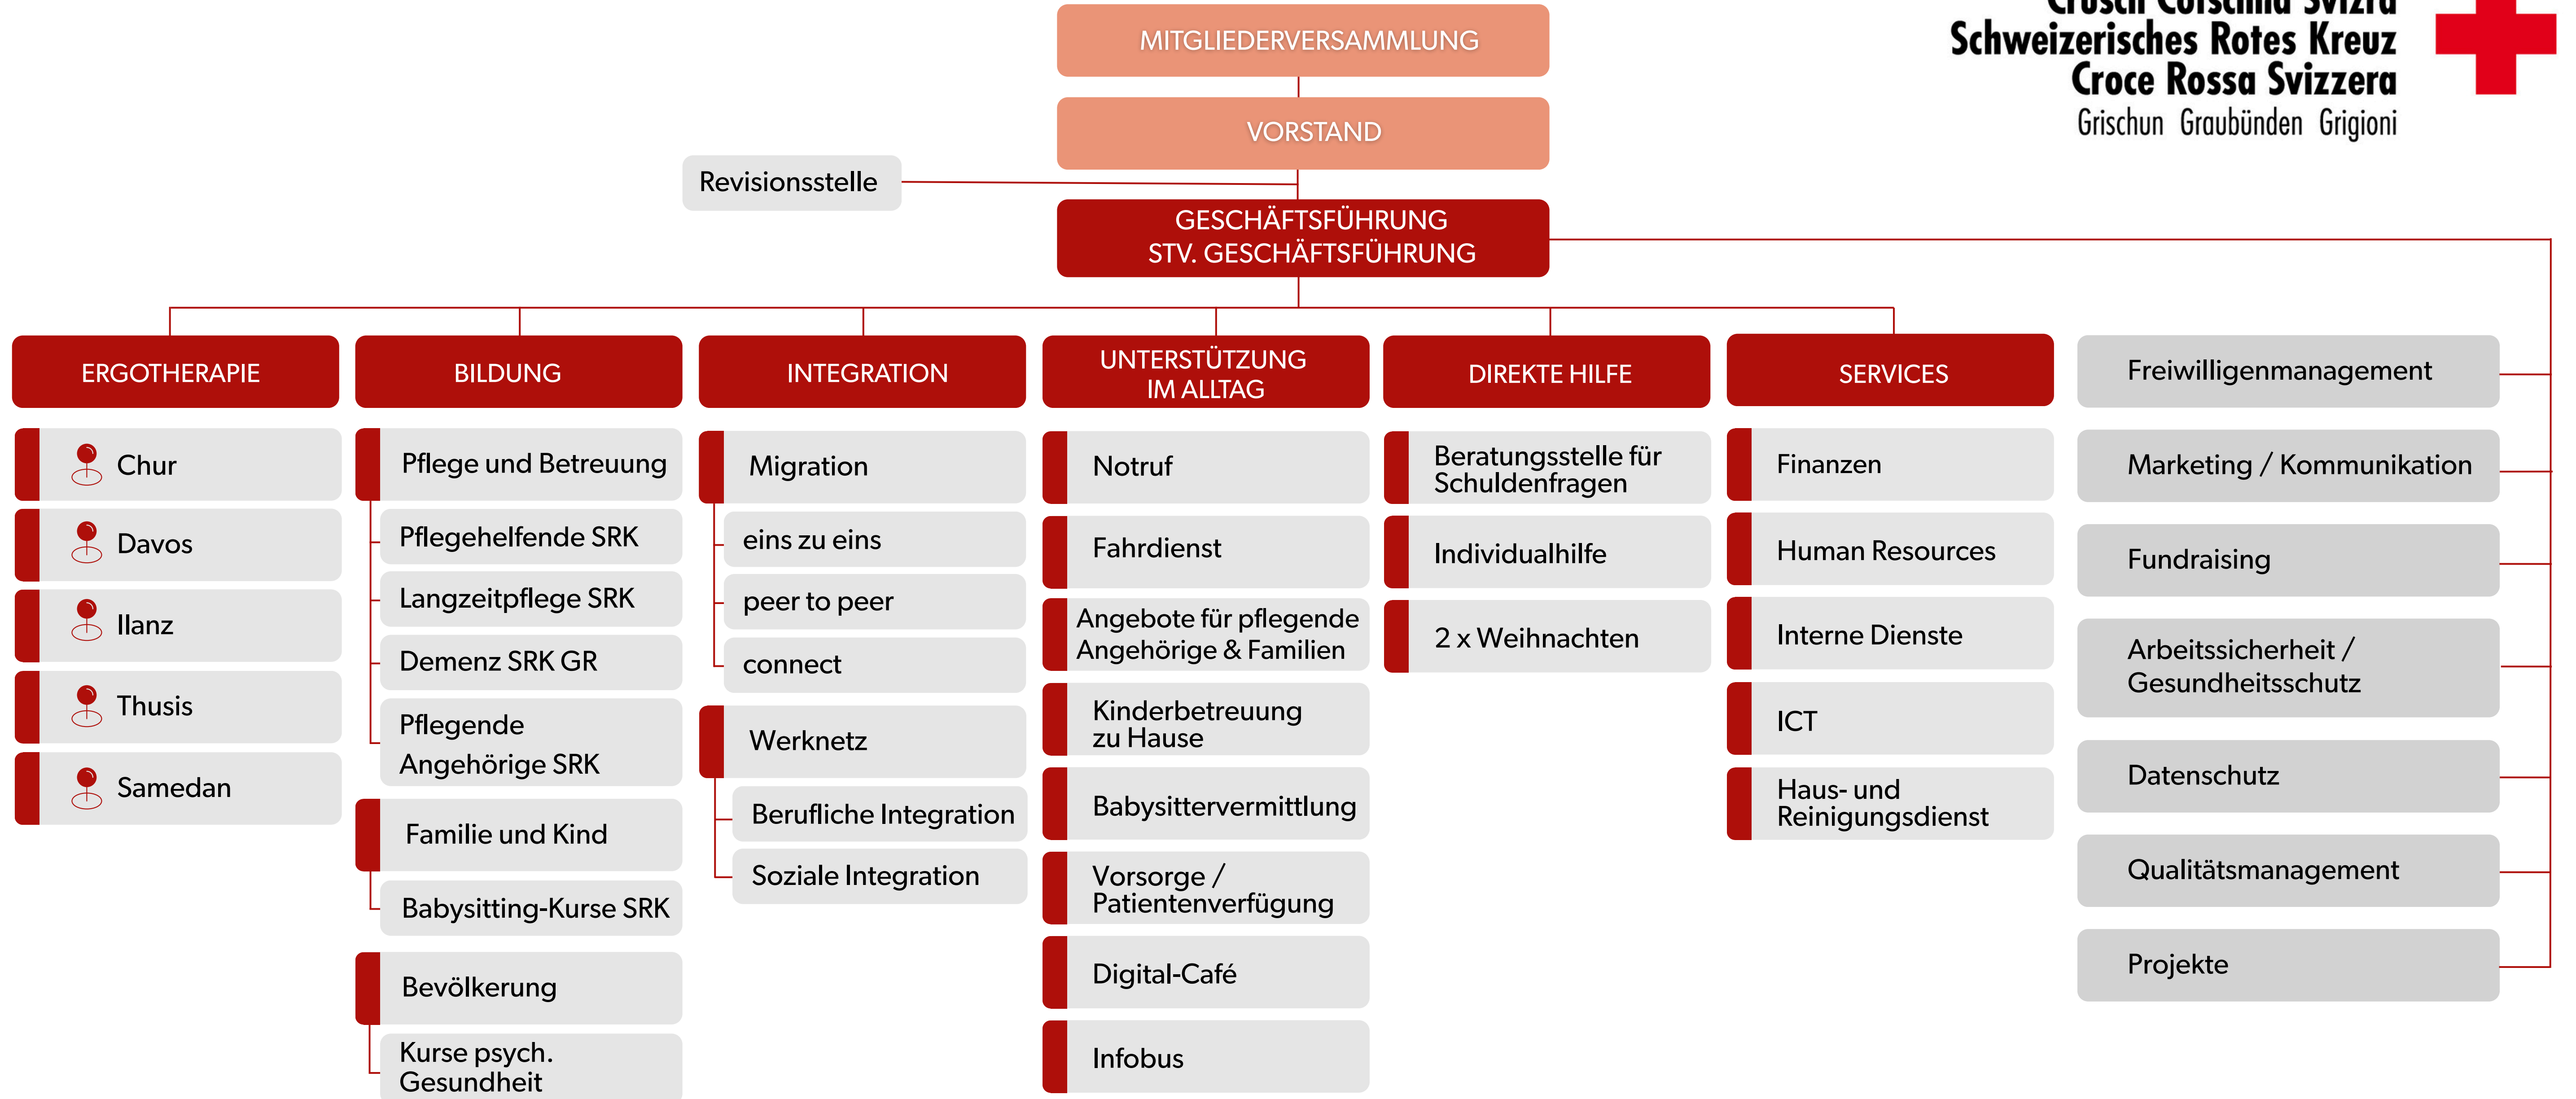 Crusch Cotschna Svizra
Schweizerisches Rotes Kreuz
Croce Rossa Svizzera
Grischun Graubünden Grigioni
MITGLIEDERVERSAMMLUNG
VORSTAND
Revisionsstelle
GESCHÄFTSFÜHRUNG
STV. GESCHÄFTSFÜHRUNG
ERGOTHERAPIE
Chur
Davos
Ilanz
Thusis
Samedan
BILDUNG
Pflege und Betreuung
Pflegehelfende SRK
Langzeitpflege SRK
Demenz SRK GR
Pflegende
Angehörige SRK
Familie und Kind
Babysitting-Kurse SRK
Bevölkerung
Kurse psych.
Gesundheit
INTEGRATION
Migration
eins zu eins
peer to peer
connect
Werknetz
Berufliche Integration
Soziale Integration
UNTERSTÜTZUNG
IM ALLTAG
Notruf
Fahrdienst
Angebote für pflegende
Angehörige & Familien
Kinderbetreuung
zu Hause
Babysittervermittlung
Vorsorge /
Patientenverfügung
Digital-Café
Infobus
DIREKTE HILFE
Beratungsstelle für
Schuldenfragen
Individualhilfe
2 x Weihnachten
SERVICES
Finanzen
Human Resources
Interne Dienste
ICT
Haus- und
Reinigungsdienst
Freiwilligenmanagement
Marketing / Kommunikation
Fundraising
Arbeitssicherheit /
Gesundheitsschutz
Datenschutz
Qualitätsmanagement
Projekte